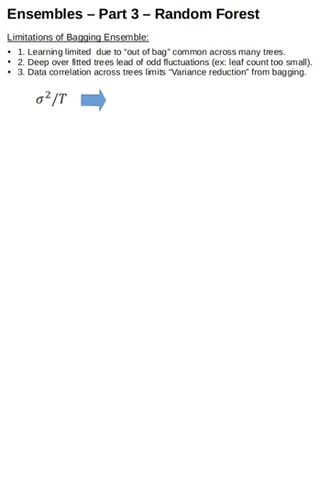 Ensembles – Part 3 – Random Forest
Limitations of Bagging Ensemble:
• 1. Learning limited due to “out of bag” common across many trees.
• 2. Deep over fitted trees lead of odd fluctuations (ex: leaf count too small).
• 3. Data correlation across trees limits “Variance reduction” from bagging.
σ²/T